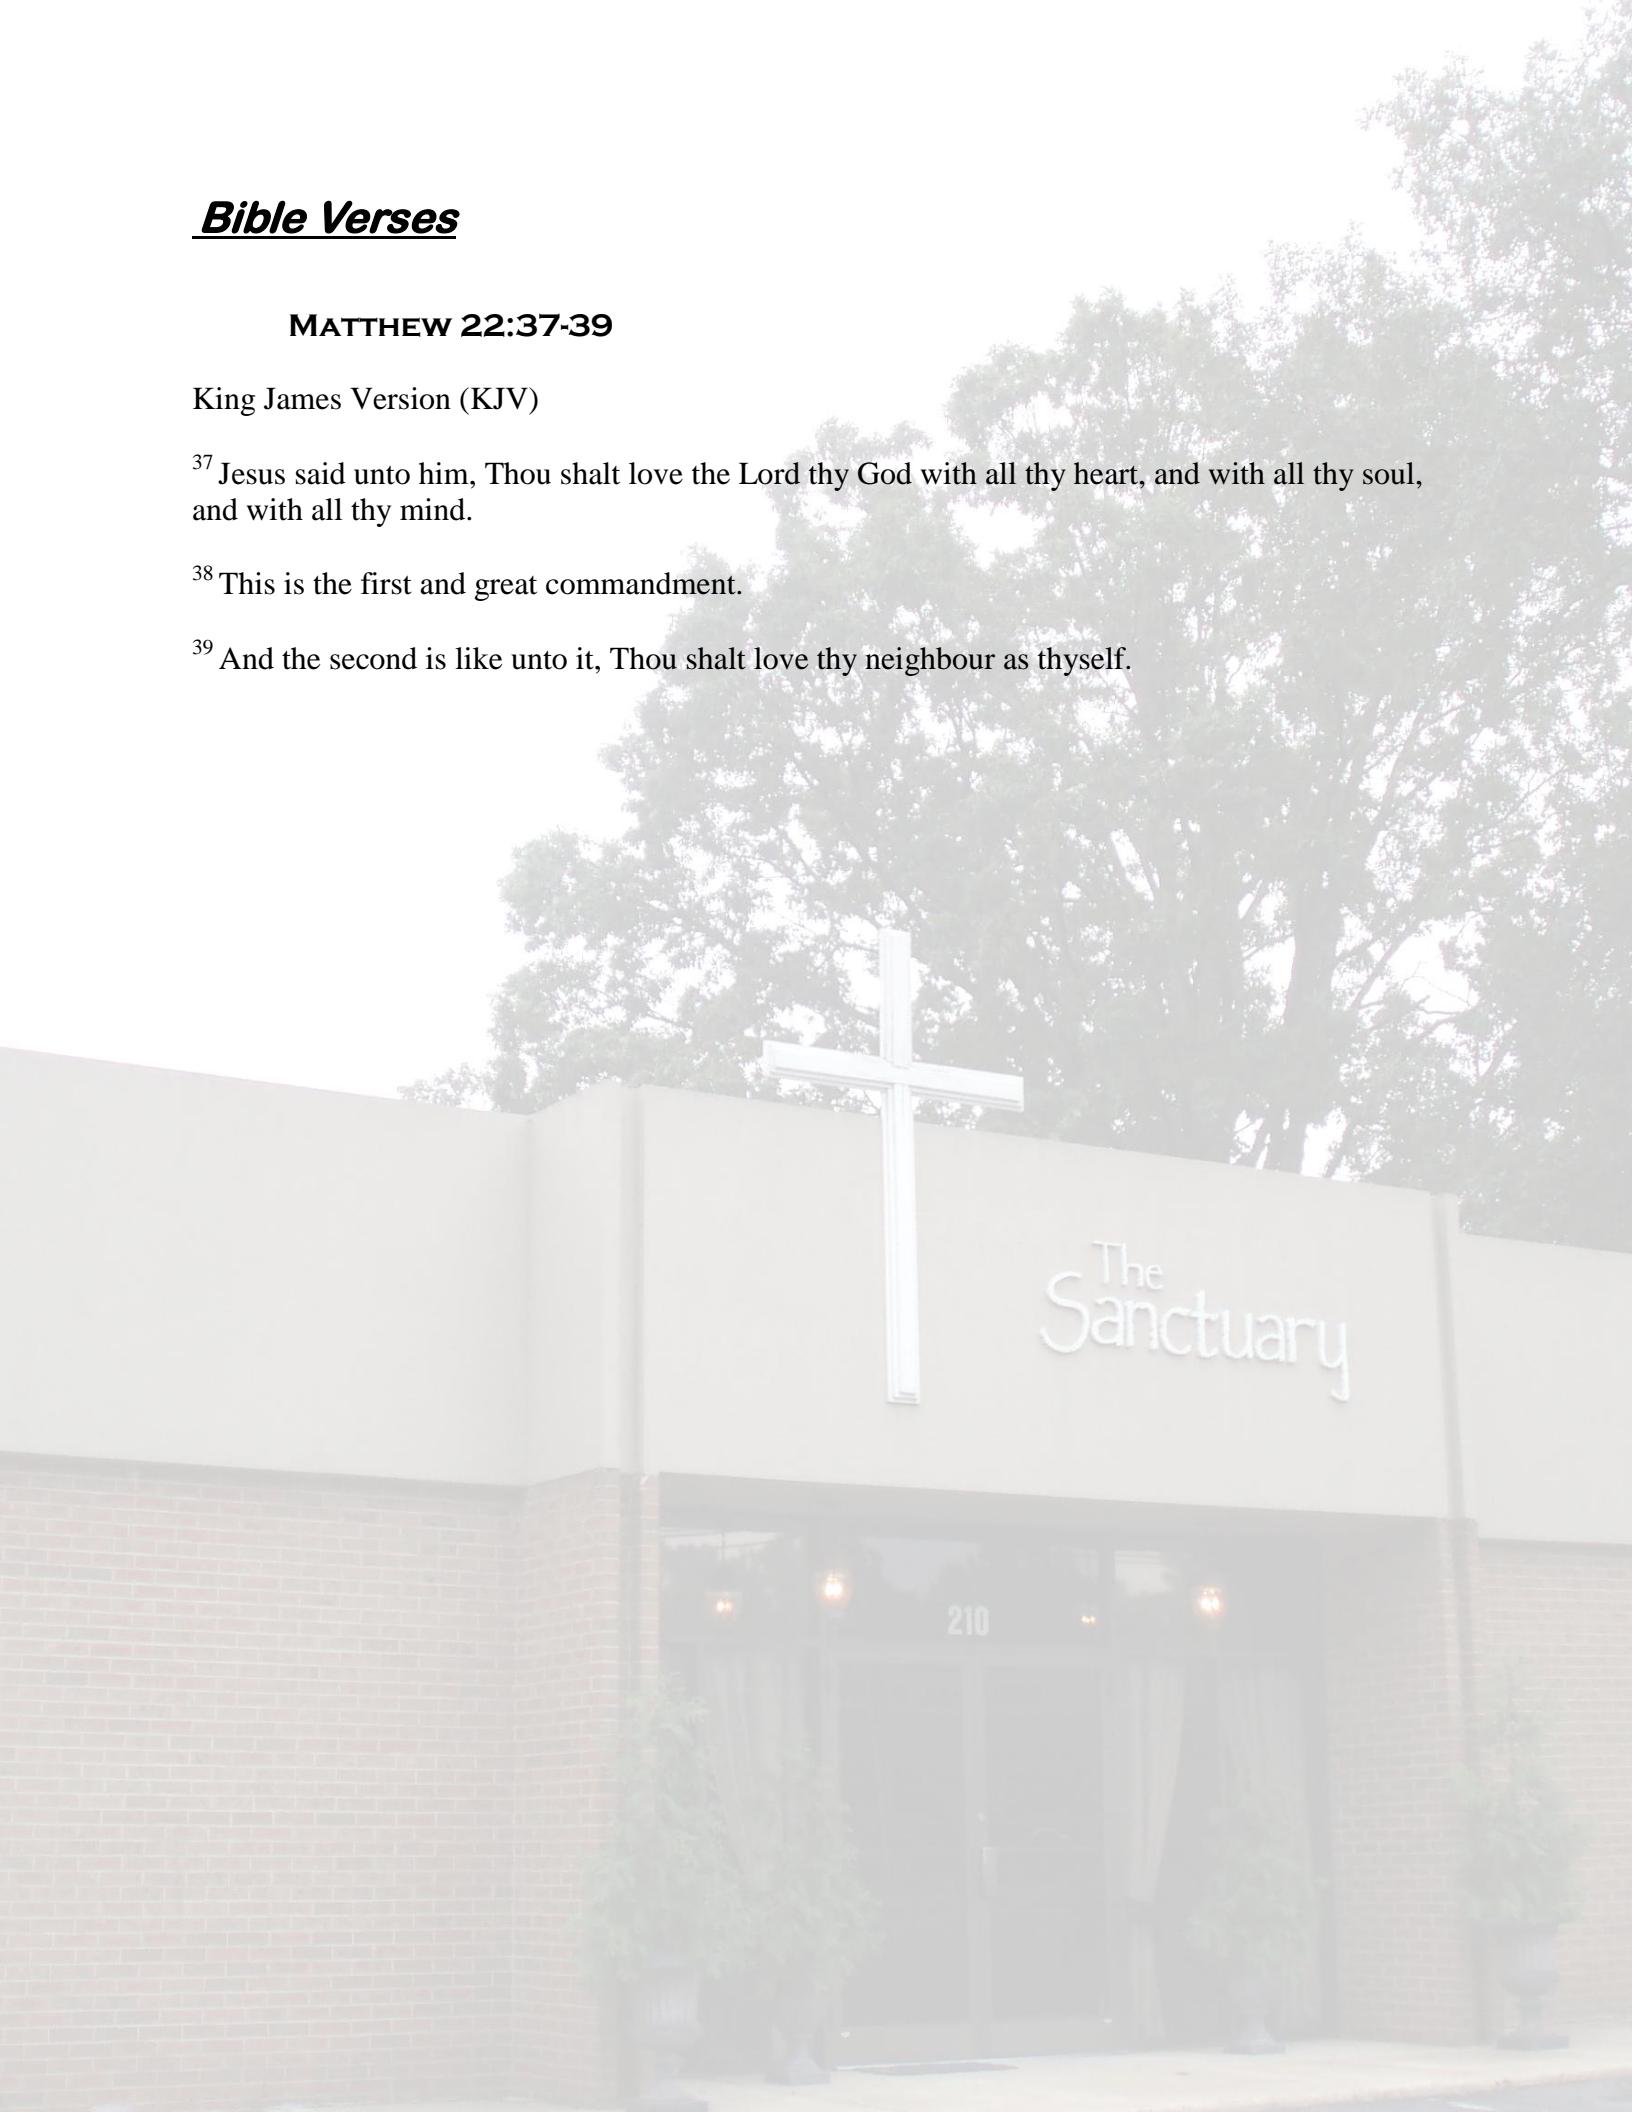 Bible Verses
Matthew 22:37-39
King James Version (KJV)
37 Jesus said unto him, Thou shalt love the Lord thy God with all thy heart, and with all thy soul,
and with all thy mind.
38 This is the first and great commandment.
39 And the second is like unto it, Thou shalt love thy neighbour as thyself.
The
Sanctuary
210